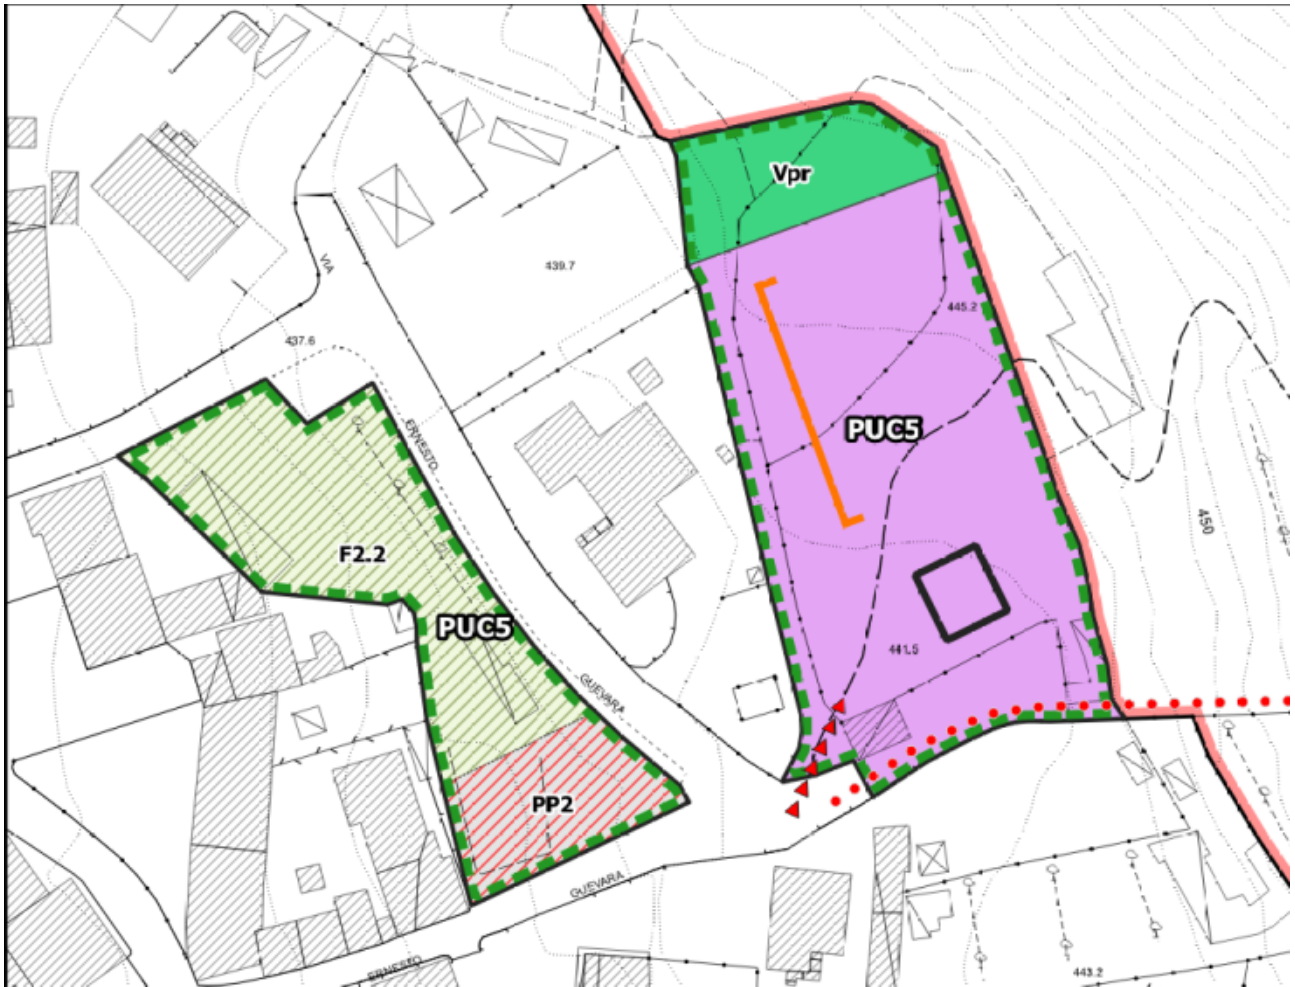 Vpr
VIA
439.7
445.2
437.6
ERNESTO
PUC5
450
F2.2
PUC5
441.5
GUEVARA
PP2
GUEVARA
ERNESTO
443.2